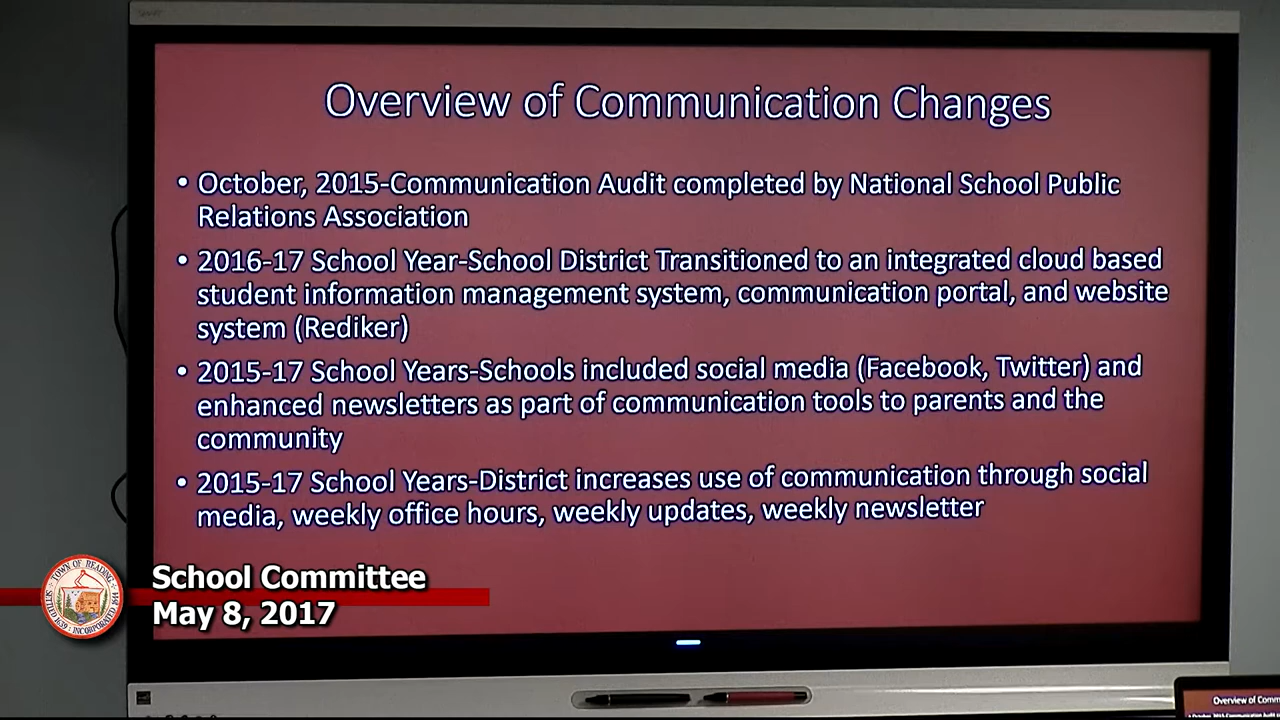 SMART
Overview of Communication Changes
• October, 2015-Communication Audit completed by National School Public
Relations Association
• 2016-17 School Year-School District Transitioned to an integrated cloud based
student information management system, communication portal, and website
system (Rediker)
• 2015-17 School Years-Schools included social media (Facebook, Twitter) and
enhanced newsletters as part of communication tools to parents and the
community
• 2015-17 School Years-District increases use of communication through social
media, weekly office hours, weekly updates, weekly newsletter
TOWN OF READING
School Committee
May 8, 2017
Overview of Comm